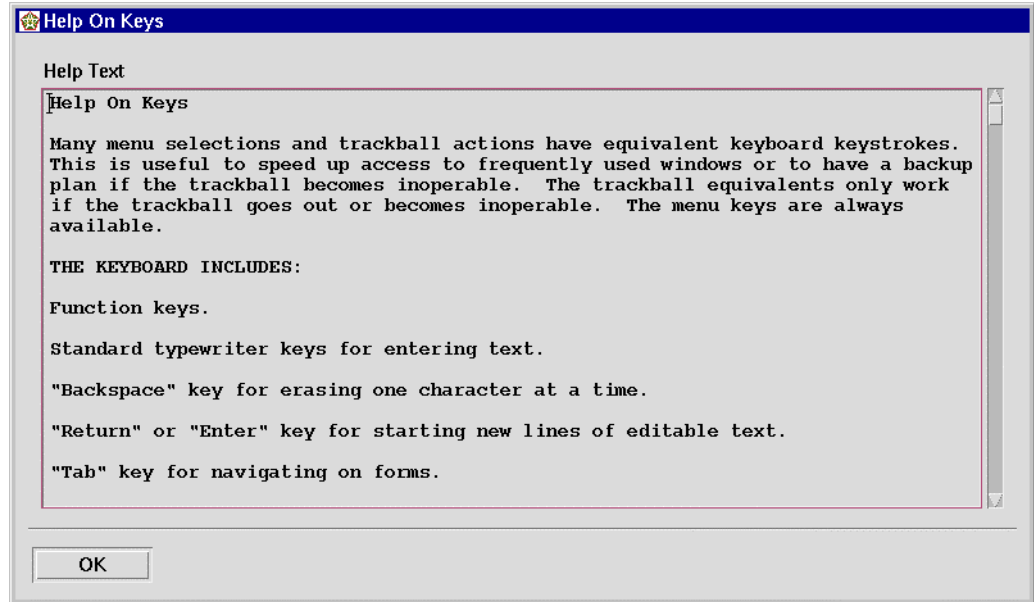 Help On Keys
Help Text
Help On Keys
Many menu selections and trackball actions have equivalent keyboard keystrokes.
This is useful to speed up access to frequently used windows or to have a backup
plan if the trackball becomes inoperable.  The trackball equivalents only work
if the trackball goes out or becomes inoperable.  The menu keys are always
available.
THE KEYBOARD INCLUDES:
Function keys.
Standard typewriter keys for entering text.
"Backspace" key for erasing one character at a time.
"Return" or "Enter" key for starting new lines of editable text.
"Tab" key for navigating on forms.
OK